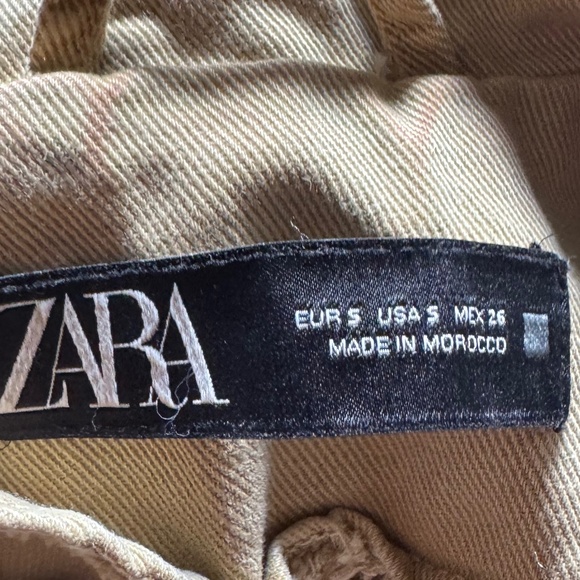 ZARA
EUR S USA S MEX 26
MADE IN MOROCCO